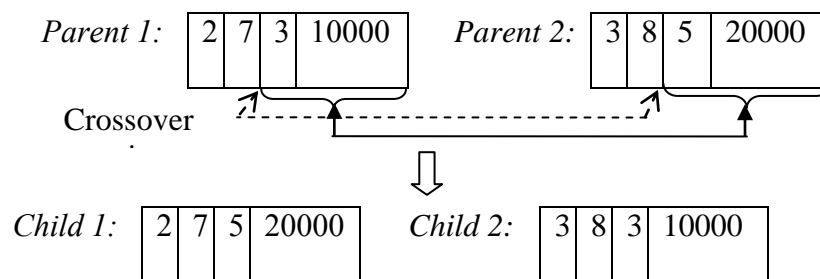 Parent 1: 2 7 3 10000 Parent 2: 3 8 5 20000
Crossover
Child 1: 2 7 5 20000 Child 2: 3 8 3 10000